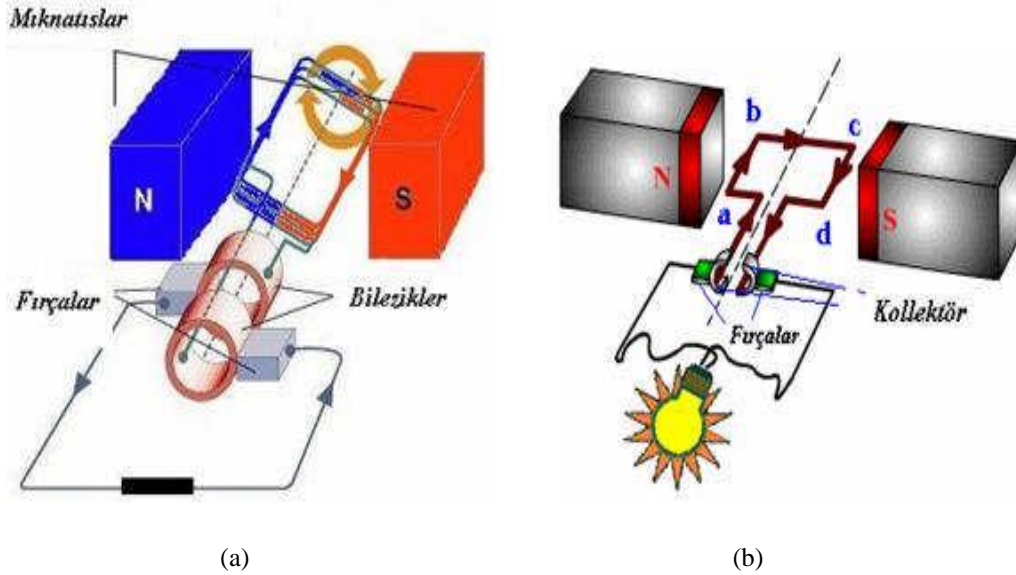 Mıknatıslar
N
S
Fırçalar
Bilezikler
b
c
N
a
d
S
Kollektör
Fırçalar
(a)
(b)